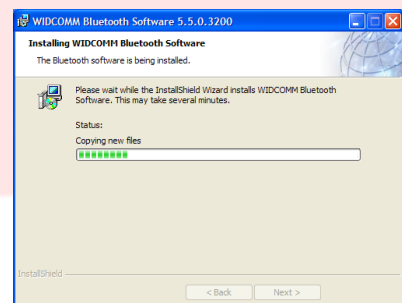 WIDCOMM Bluetooth Software 5.5.0.3200
Installing WIDCOMM Bluetooth Software
The Bluetooth software is being installed.
Please wait while the InstallShield Wizard installs WIDCOMM Bluetooth
Software. This may take several minutes.
Status:
Copying new files
InstallShield
< Back
Next >